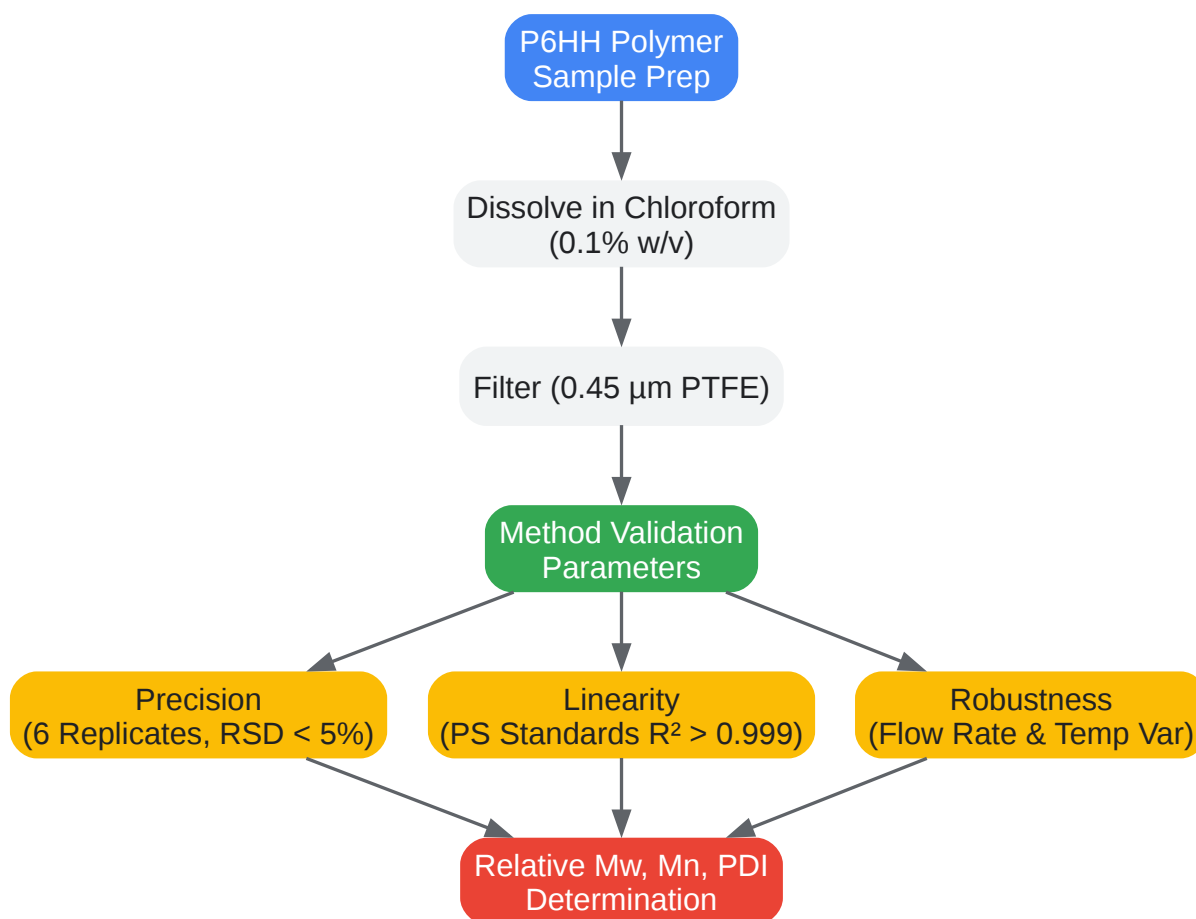 P6HH Polymer
Sample Prep
Dissolve in Chloroform
(0.1% w/v)
Filter (0.45 µm PTFE)
Method Validation
Parameters
Precision
(6 Replicates, RSD < 5%)
Linearity
(PS Standards R² > 0.999)
Robustness
(Flow Rate & Temp Var)
Relative Mw, Mn, PDI
Determination